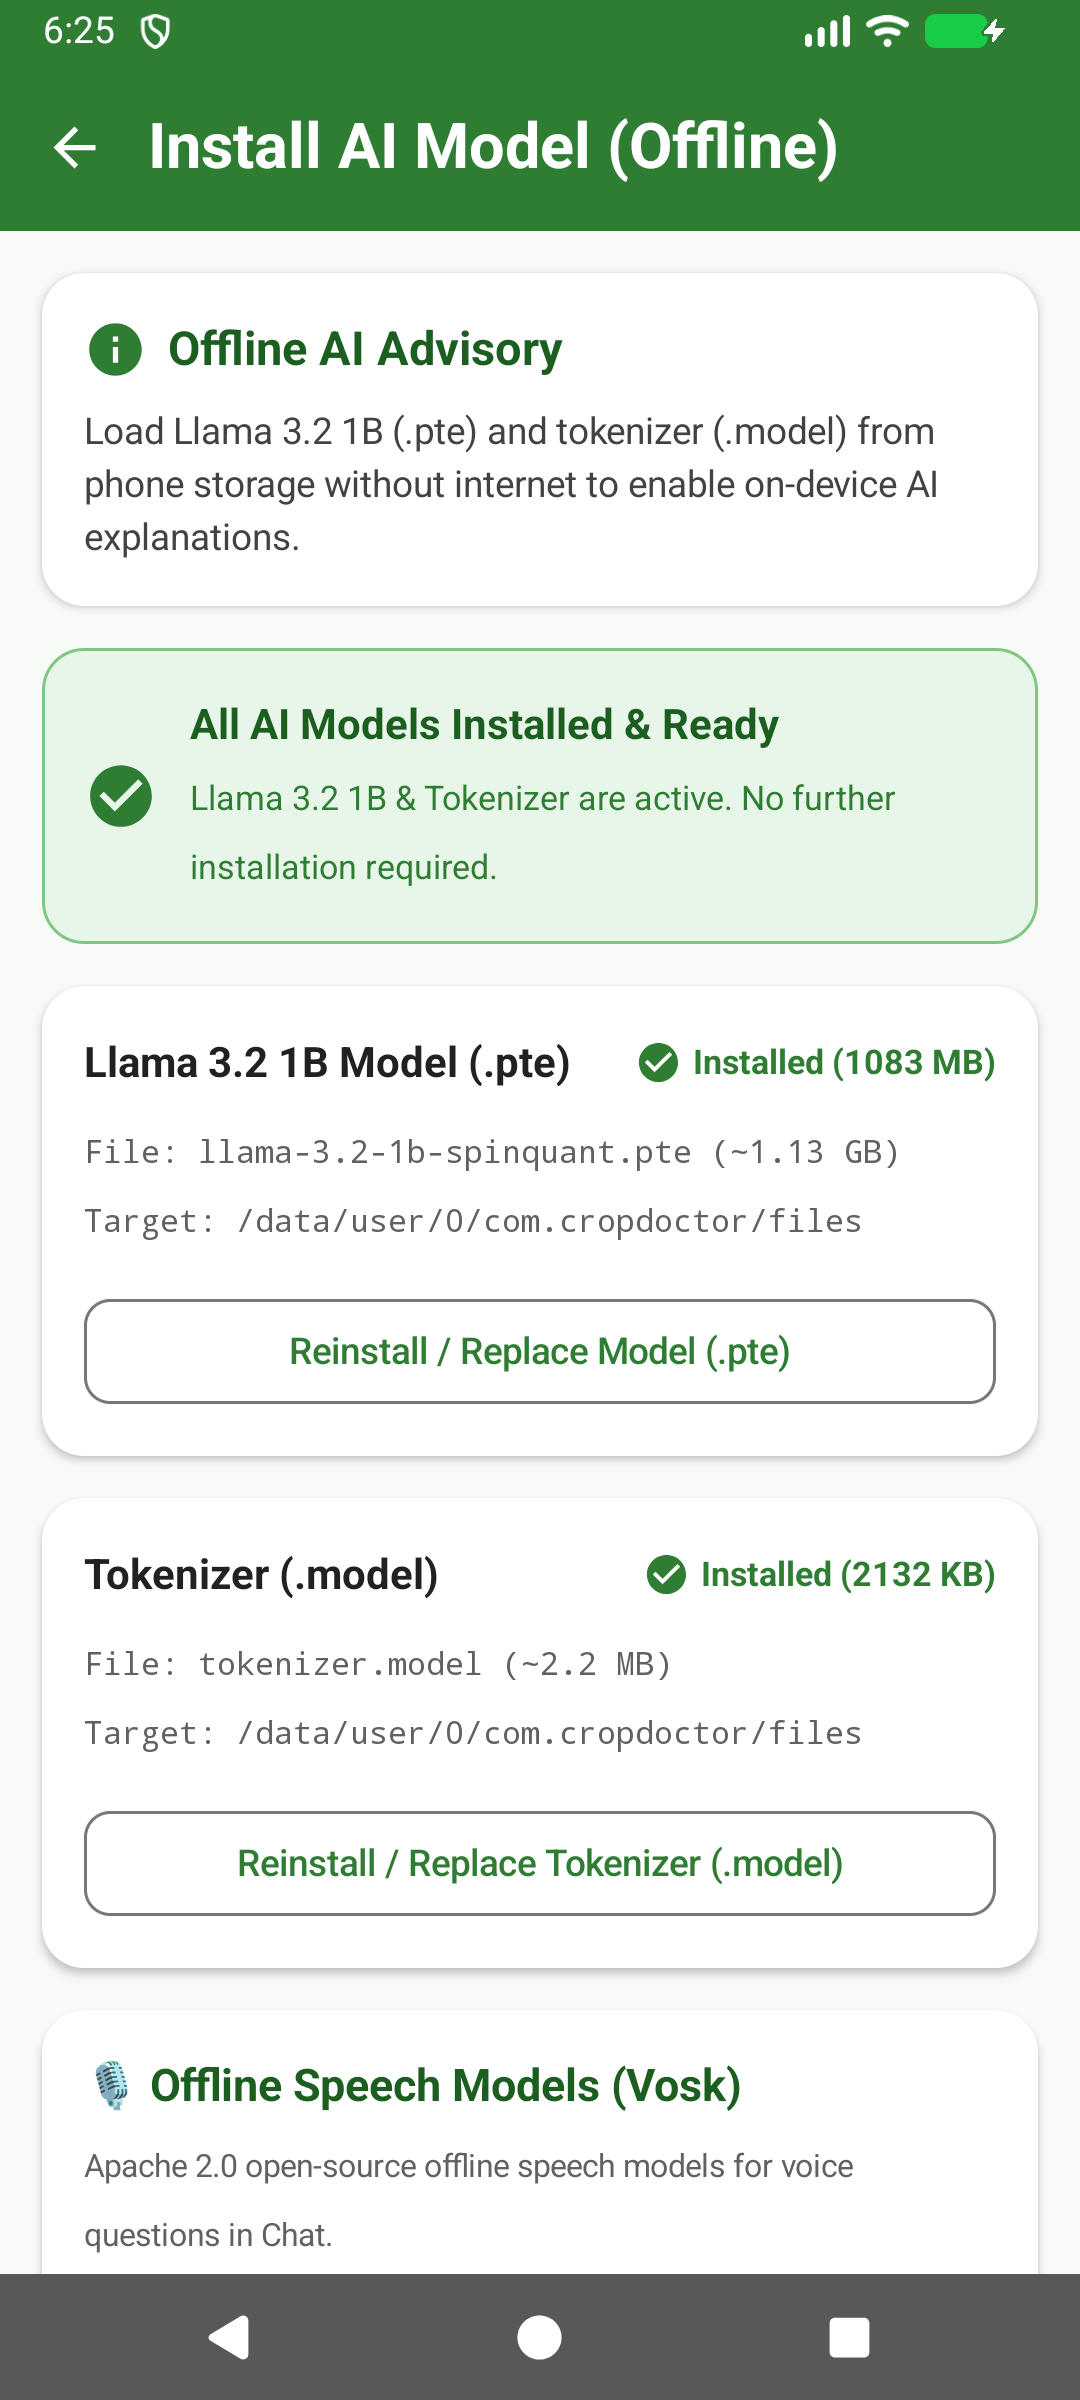 6:25
Install AI Model (Offline)
Offline AI Advisory
Load Llama 3.2 1B (.pte) and tokenizer (.model) from
phone storage without internet to enable on-device AI
explanations.
All AI Models Installed & Ready
Llama 3.2 1B & Tokenizer are active. No further
installation required.
Llama 3.2 1B Model (.pte)
Installed (1083 MB)
File: llama-3.2-1b-spinquant.pte (~1.13 GB)
Target: /data/user/0/com.cropdoctor/files
Reinstall / Replace Model (.pte)
Tokenizer (.model)
Installed (2132 KB)
File: tokenizer.model (~2.2 MB)
Target: /data/user/0/com.cropdoctor/files
Reinstall / Replace Tokenizer (.model)
Offline Speech Models (Vosk)
Apache 2.0 open-source offline speech models for voice
questions in Chat.